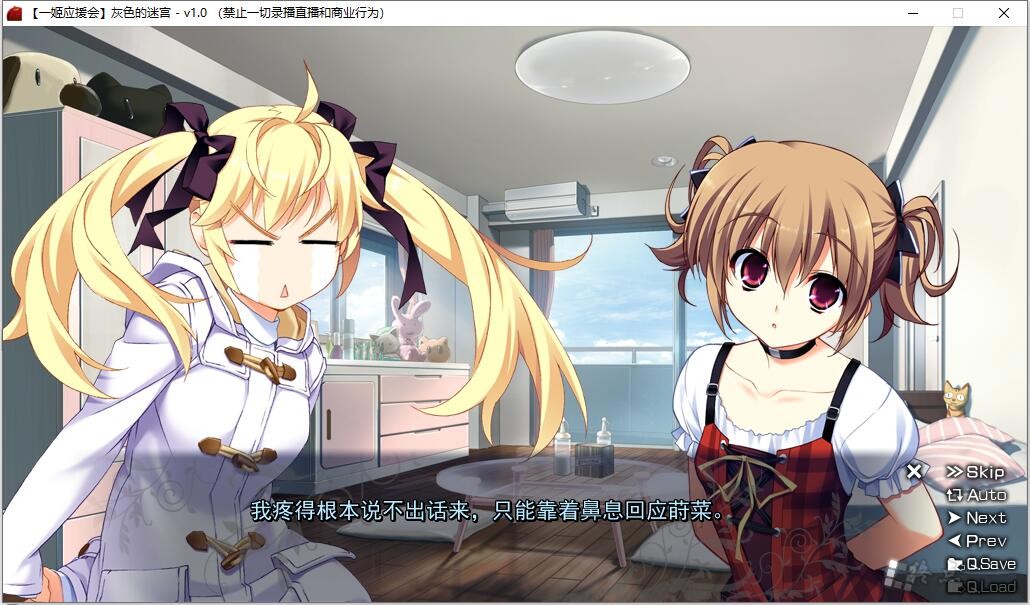 【一姬应援会】灰色的迷宫 - v1.0 （禁止一切录播直播和商业行为）
Skip
Auto
我疼得根本说不出话来，只能靠着鼻息回应莳菜。
Next
Prev
Q.Save
Q.Load